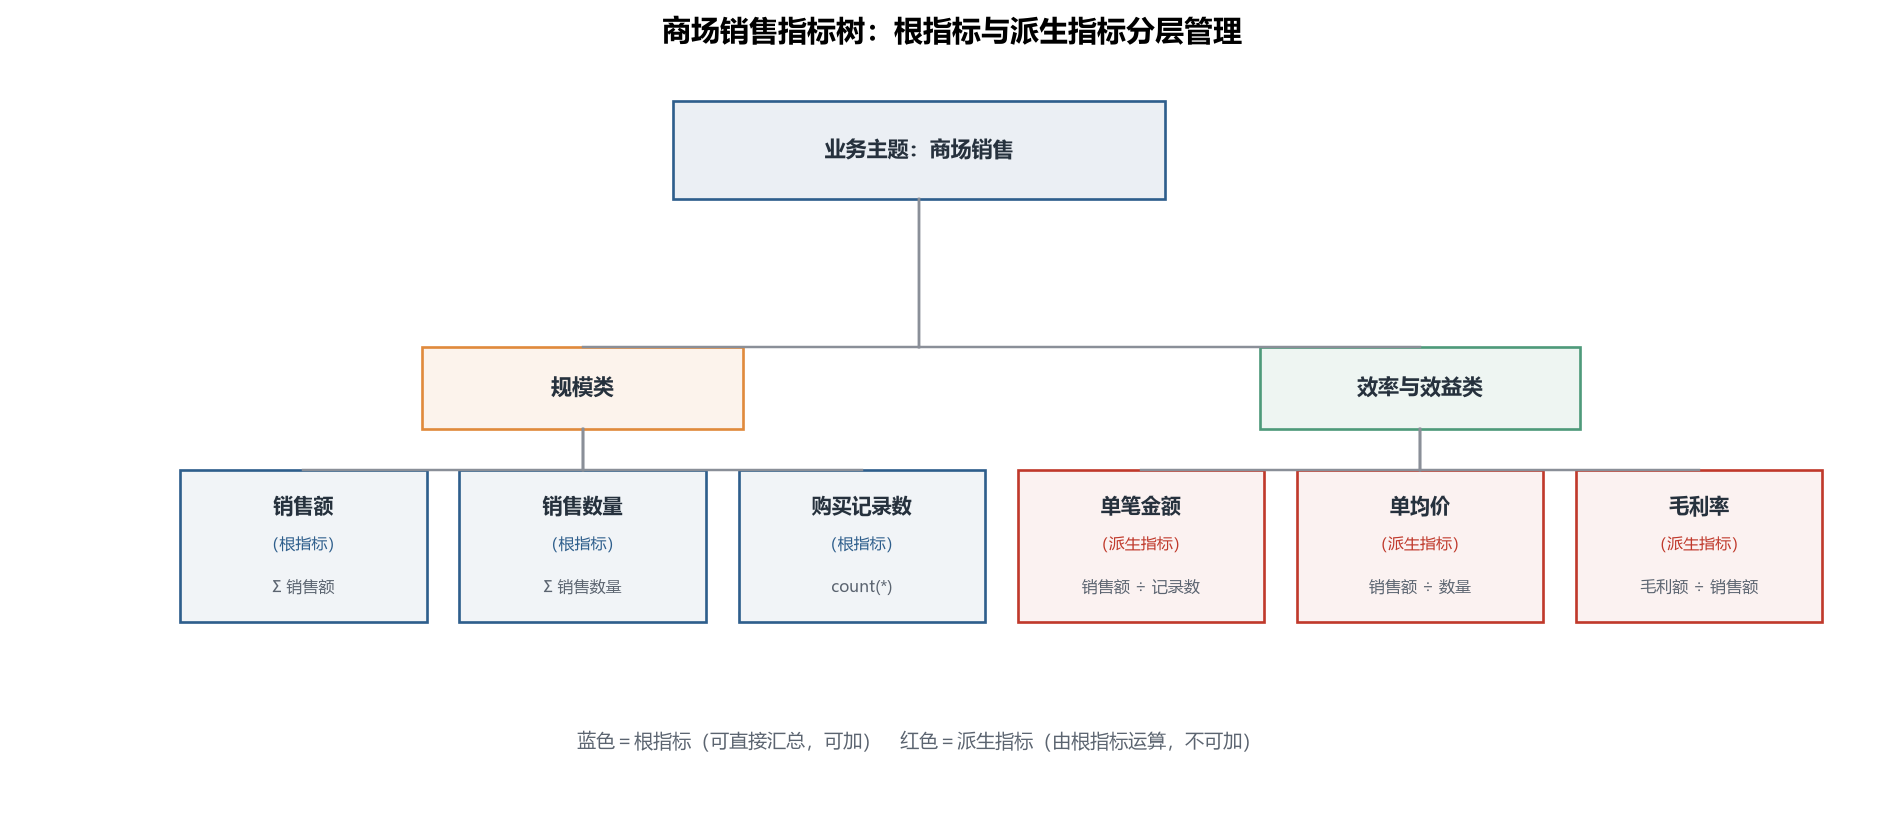 商场销售指标树：根指标与派生指标分层管理
业务主题：商场销售
规模类
效率与效益类
销售额
（根指标）
Σ 销售额
销售数量
（根指标）
Σ 销售数量
购买记录数
（根指标）
count(*)
单笔金额
（派生指标）
销售额 ÷ 记录数
单均价
（派生指标）
销售额 ÷ 数量
毛利率
（派生指标）
毛利额 ÷ 销售额
蓝色 = 根指标（可直接汇总，可加） 红色 = 派生指标（由根指标运算，不可加）